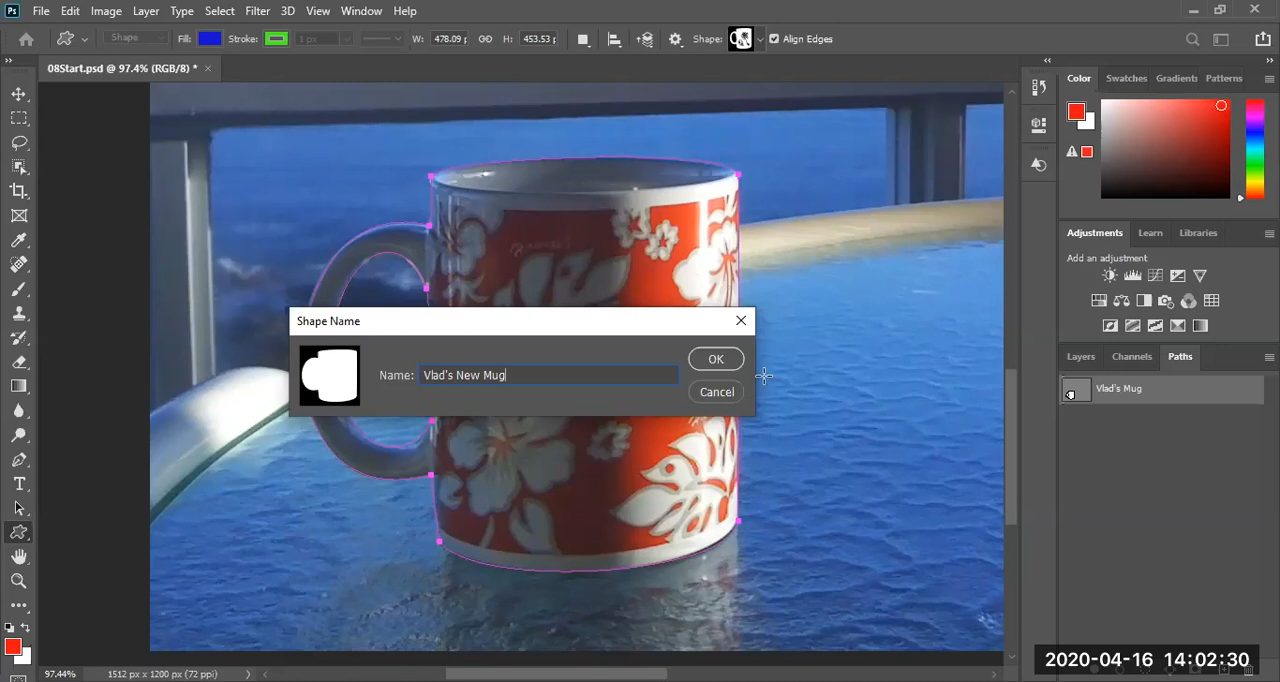 Ps File Edit Image Layer Type Select Filter 3D View Window Help
Shape Fill: Stroke: 1 px W: 478.09 p H: 453.53 p Shape: Align Edges
08Start.psd @ 97.4% (RGB/8) * ×
Color Swatches Gradients Patterns
Adjustments Learn Libraries
Add an adjustment
Shape Name
Name: Vlad's New Mug
OK
Cancel
Layers Channels Paths
Vlad's Mug
97.44% 1512 px x 1200 px (72 ppi)
2020-04-16 14:02:30